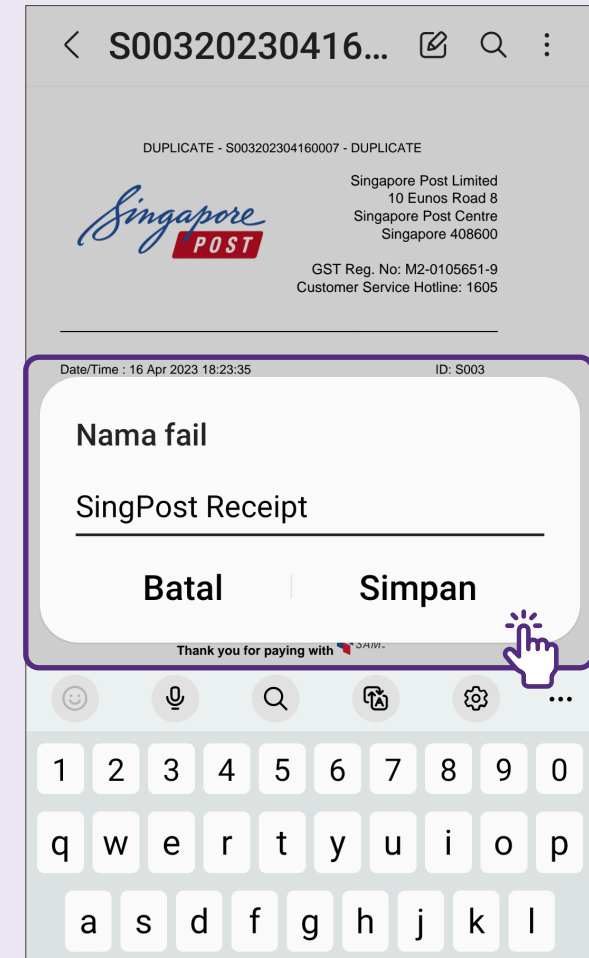 S00320230416...
DUPLICATE - S003202304160007 - DUPLICATE
Singapore
POST
Singapore Post Limited
10 Eunos Road 8
Singapore Post Centre
Singapore 408600
GST Reg. No: M2-0105651-9
Customer Service Hotline: 1605
Date/Time : 16 Apr 2023 18:23:35 ID: S003
Nama fail
SingPost Receipt
Batal Simpan
Thank you for paying with SAM
1 2 3 4 5 6 7 8 9 0
q w e r t y u i o p
a s d f g h j k l